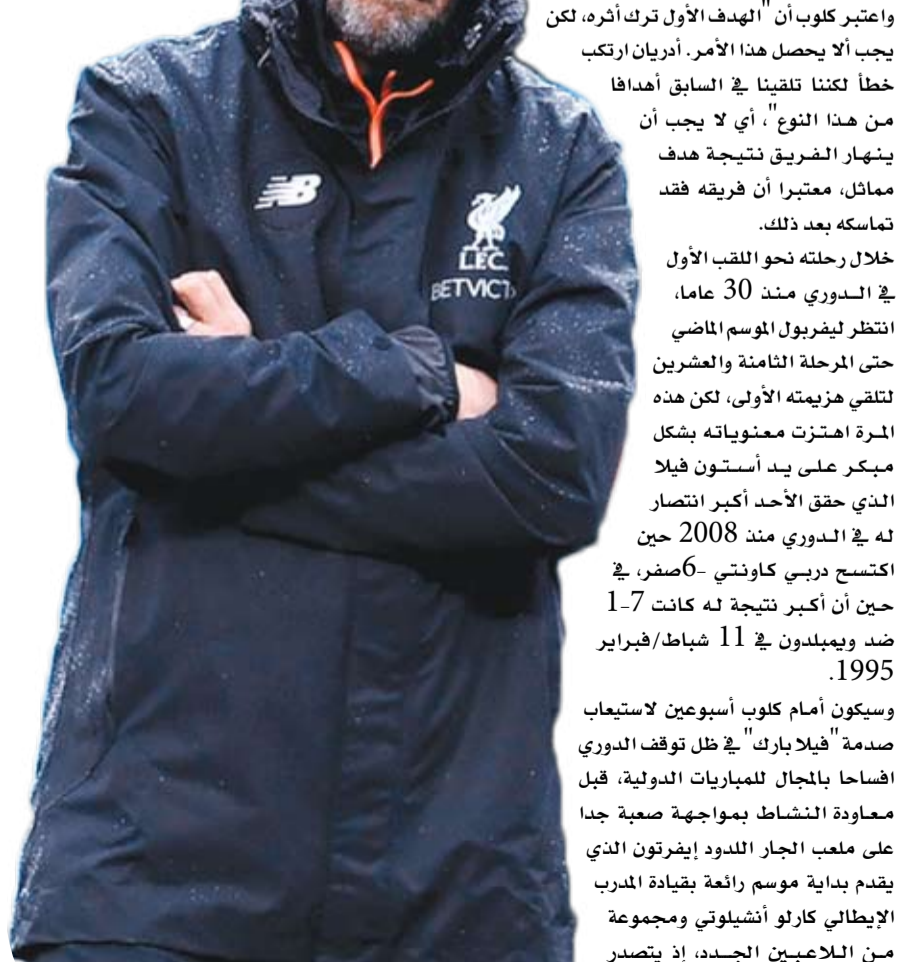 واعتبر كلوب أن "الهدف الأول ترك أثره، لكن
يجب ألا يحصل هذا الأمر. أدريان ارتكب
خطأ لكننا تلقينا في السابق أهدافا
من هذا النوع"، أي لا يجب أن
ينهار الفريق نتيجة هدف
مماثل، معتبرا أن فريقه فقد
تماسكه بعد ذلك.
خلال رحلته نحو اللقب الأول
في الدوري منذ 30 عاما،
انتظر ليفربول الموسم الماضي
حتى المرحلة الثامنة والعشرين
لتلقي هزيمته الأولى، لكن هذه
المرة اهتزت معنوياته بشكل
مبكر على يد أستون فيلا
الذي حقق الأحد أكبر انتصار
له في الدوري منذ 2008 حين
اكتسح دربي كاونتي -6صفر، في
حين أن أكبر نتيجة له كانت 7-1
ضد ويمبلدون في 11 شباط/فبراير
1995.
وسيكون أمام كلوب أسبوعين لاستيعاب
صدمة "فيلا بارك" في ظل توقف الدوري
افساحا بالمجال للمباريات الدولية، قبل
معاودة النشاط بمواجهة صعبة جدا
على ملعب الجار اللدود إيفرتون الذي
يقدم بداية موسم رائعة بقيادة المدرب
الإيطالي كارلو أنشيلوتي ومجموعة
من اللاعبين الجدد، إذ يتصدر
NB
L.F.C.
BETVICT